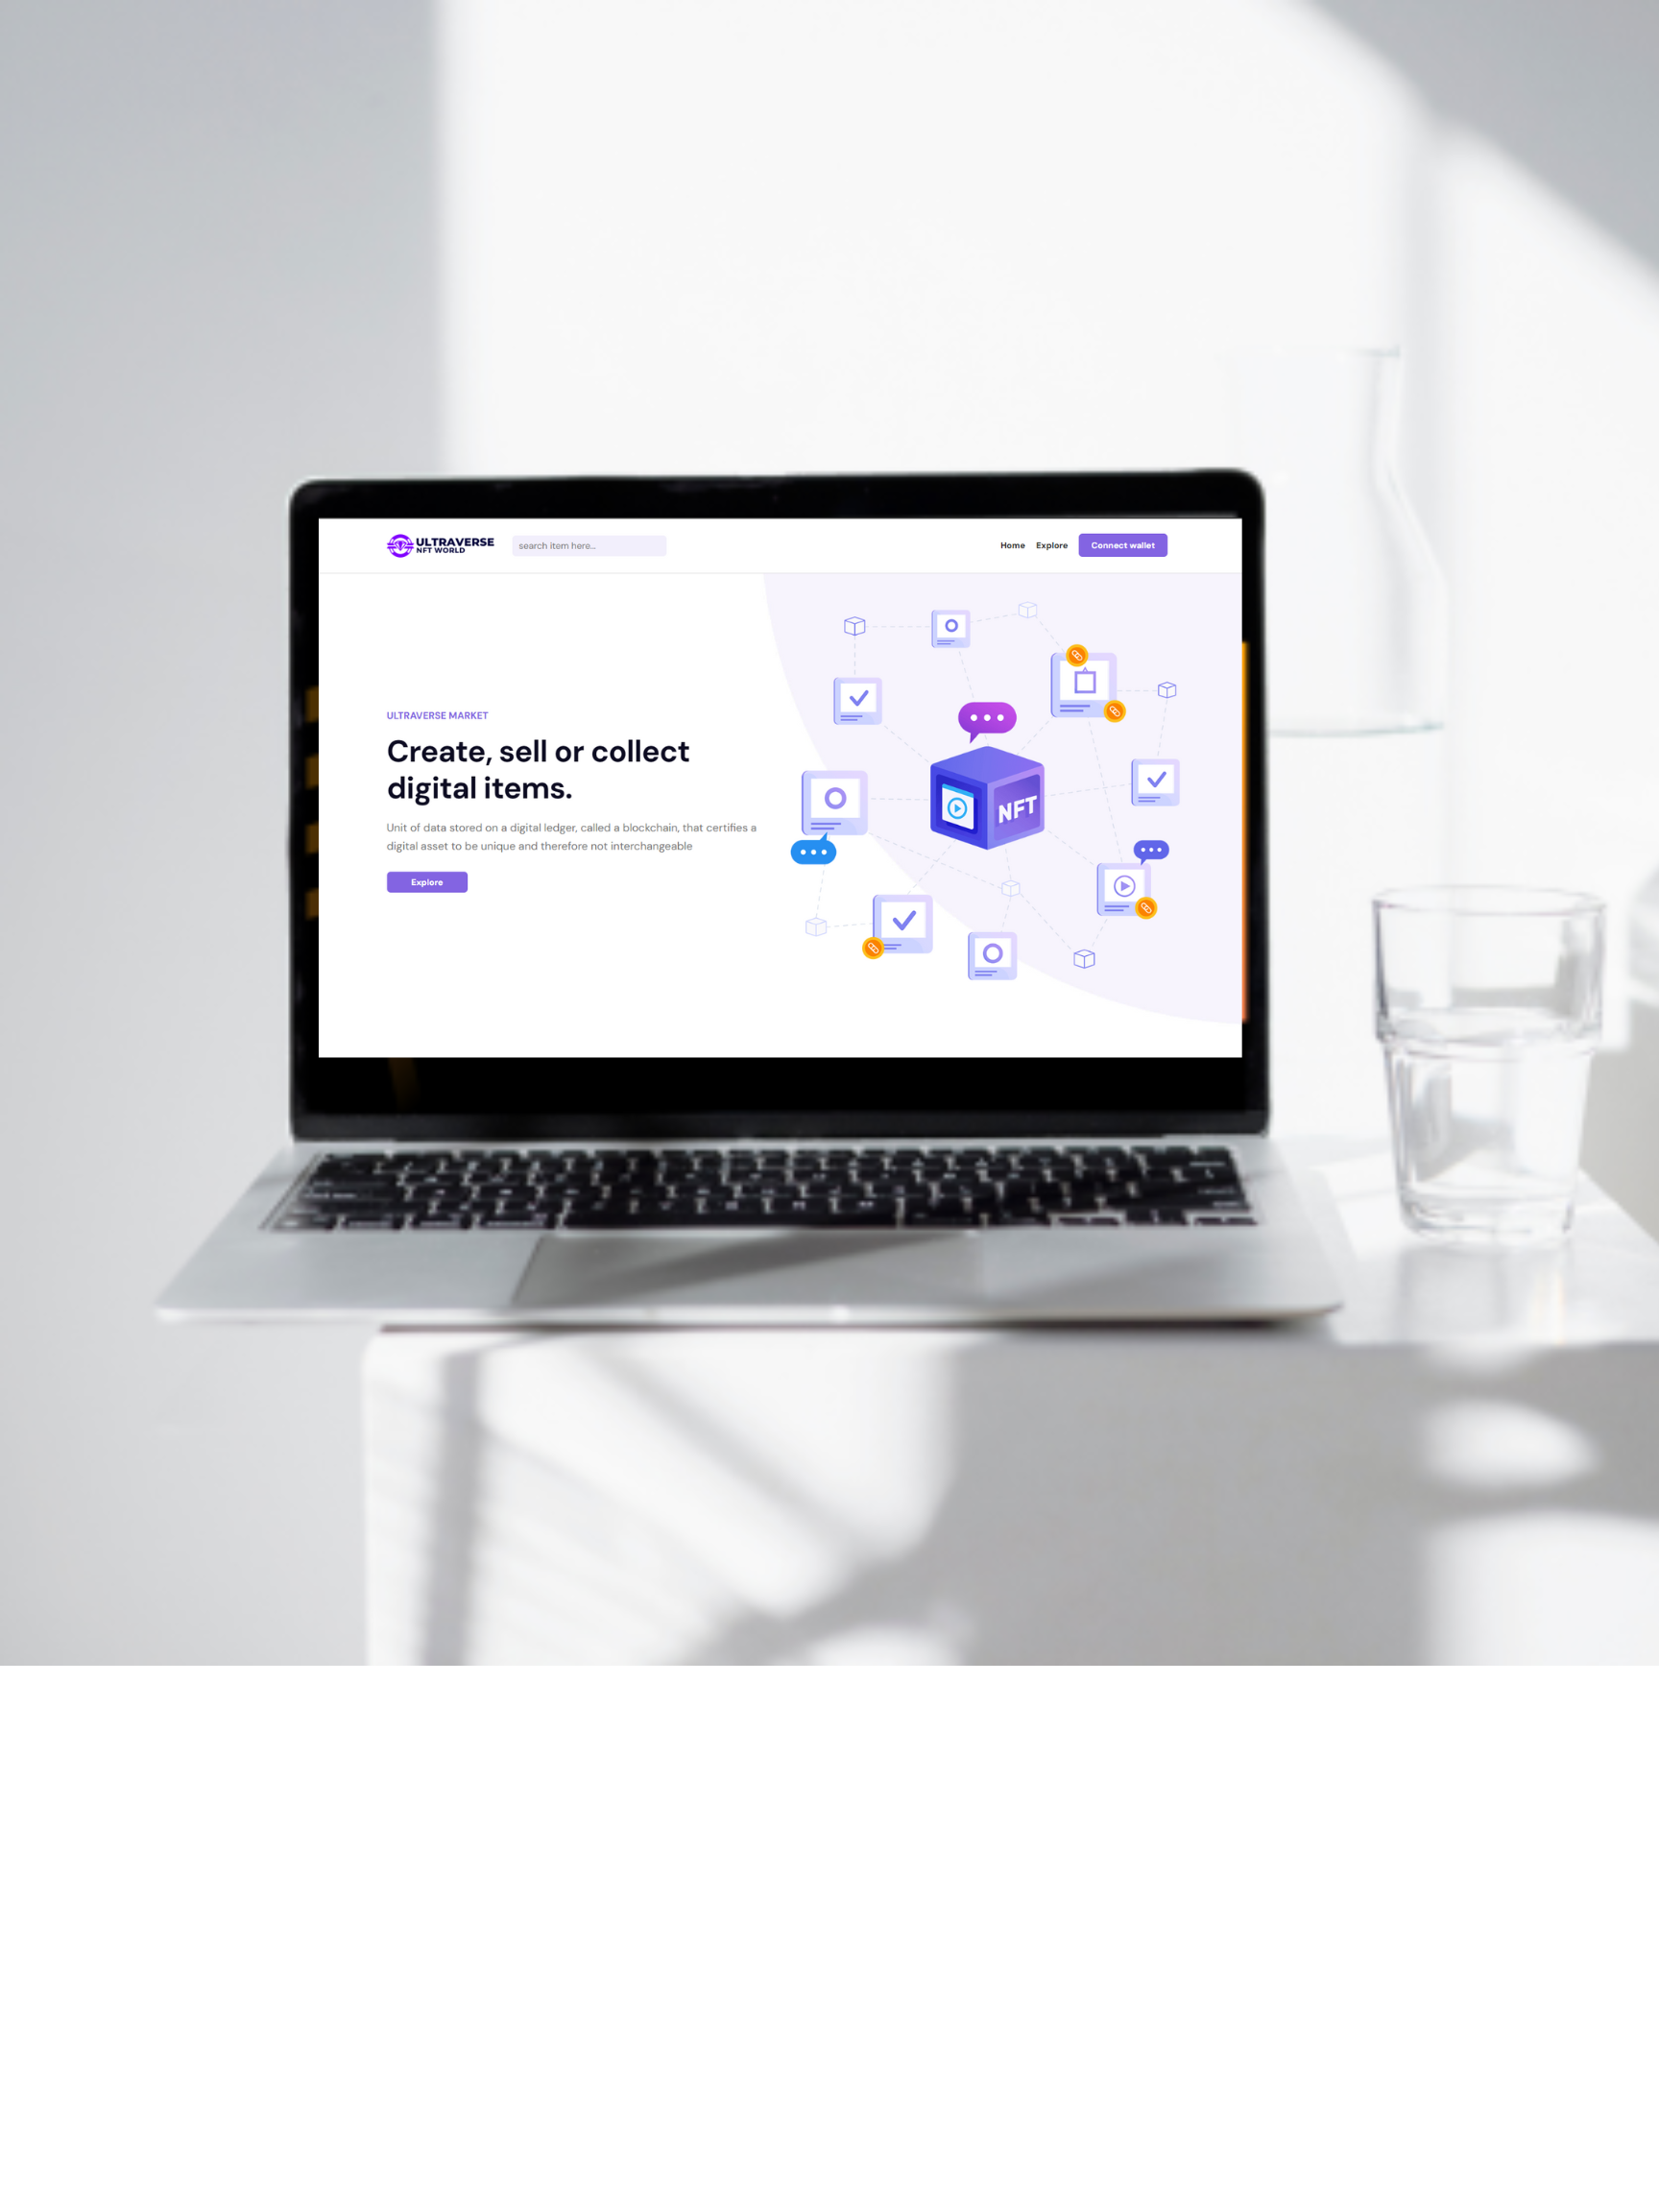 ULTRAVERSE
NFT WORLD
search item here...
Home
Explore
Connect wallet
ULTRAVERSE MARKET
Create, sell or collect
digital items.
Unit of data stored on a digital ledger, called a blockchain, that certifies a
digital asset to be unique and therefore not interchangeable
Explore
NFT